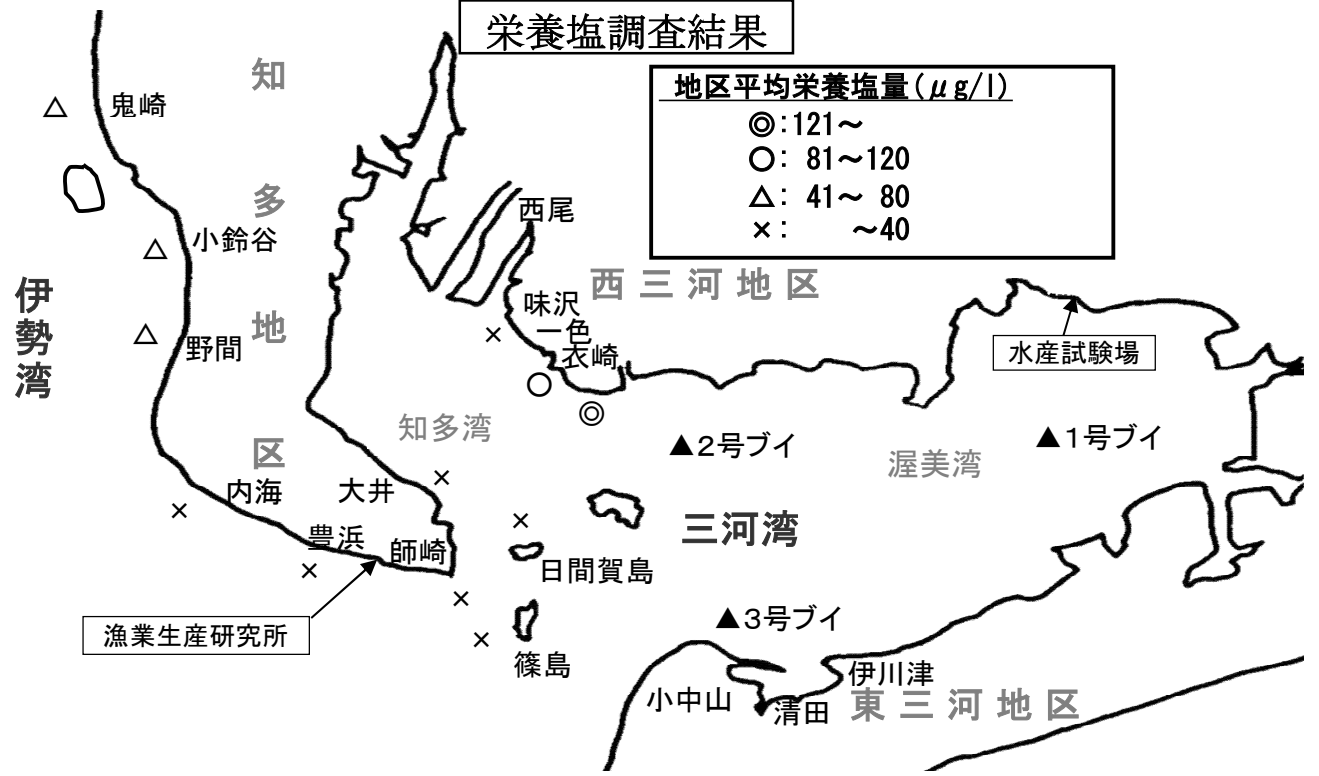 栄養塩調査結果
地区平均栄養塩量(μg/l)
◎:121～
○: 81～120
△: 41～ 80
×: ～40
知多地区
鬼崎
小鈴谷
野間
伊勢湾
内海
豊浜
大井
師崎
漁業生産研究所
西尾
味沢
一色
衣崎
西三河地区
水産試験場
知多湾
▲2号ブイ
渥美湾
▲1号ブイ
三河湾
日間賀島
篠島
▲3号ブイ
小中山
清田
伊川津
東三河地区